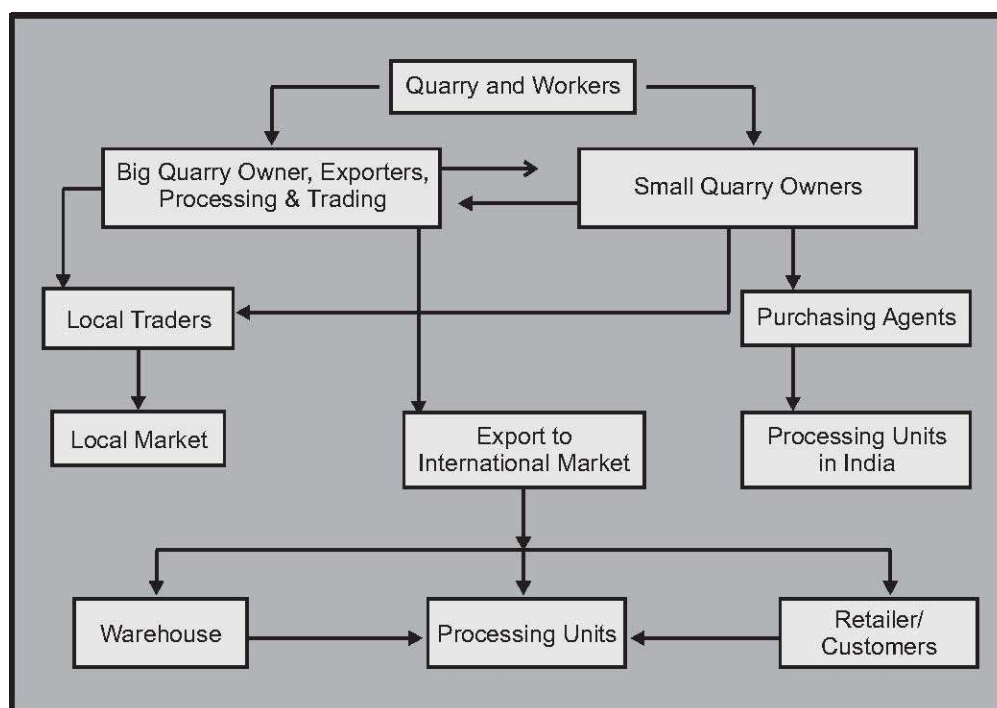 Quarry and Workers
Big Quarry Owner, Exporters,
Processing & Trading
Small Quarry Owners
Local Traders
Purchasing Agents
Local Market
Export to
International Market
Processing Units
in India
Warehouse
Processing Units
Retailer/
Customers